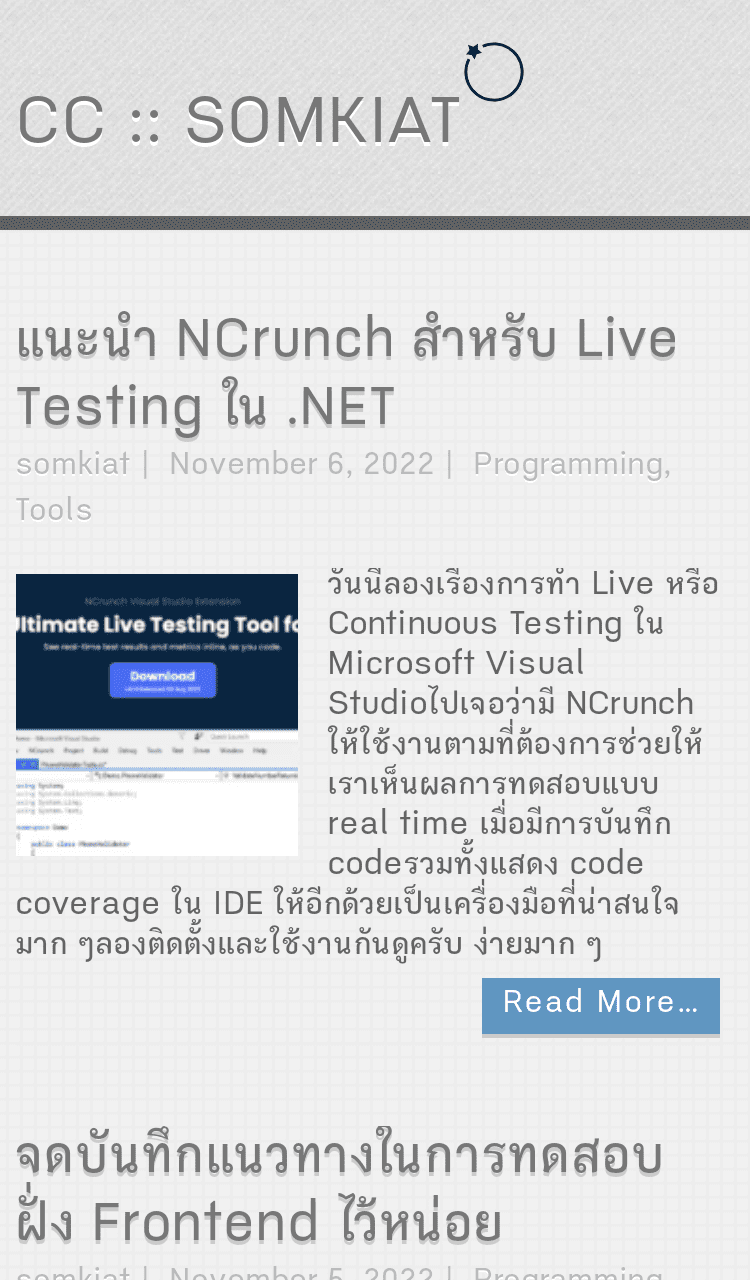 CC :: SOMKIAT
แนะนำ NCrunch สำหรับ Live
Testing ใน .NET
somkiat | November 6, 2022 | Programming,
Tools
NCrunch Visual Studio Extension
Ultimate Live Testing Tool fo
See real-time test results and metrics inline, as you code.
Download
วันนี้ลองเรื่องการทำ Live หรือ
Continuous Testing ใน
Microsoft Visual
Studioไปเจอว่ามี NCrunch
ให้ใช้งานตามที่ต้องการช่วยให้
เราเห็นผลการทดสอบแบบ
real time เมื่อมีการบันทึก
codeรวมทั้งแสดง code
coverage ใน IDE ให้อีกด้วยเป็นเครื่องมือที่น่าสนใจ
มาก ๆลองติดตั้งและใช้งานกันดูครับ ง่ายมาก ๆ
Read More…
จดบันทึกแนวทางในการทดสอบ
ฝั่ง Frontend ไว้หน่อย
somkiat | November 5, 2022 | Programming